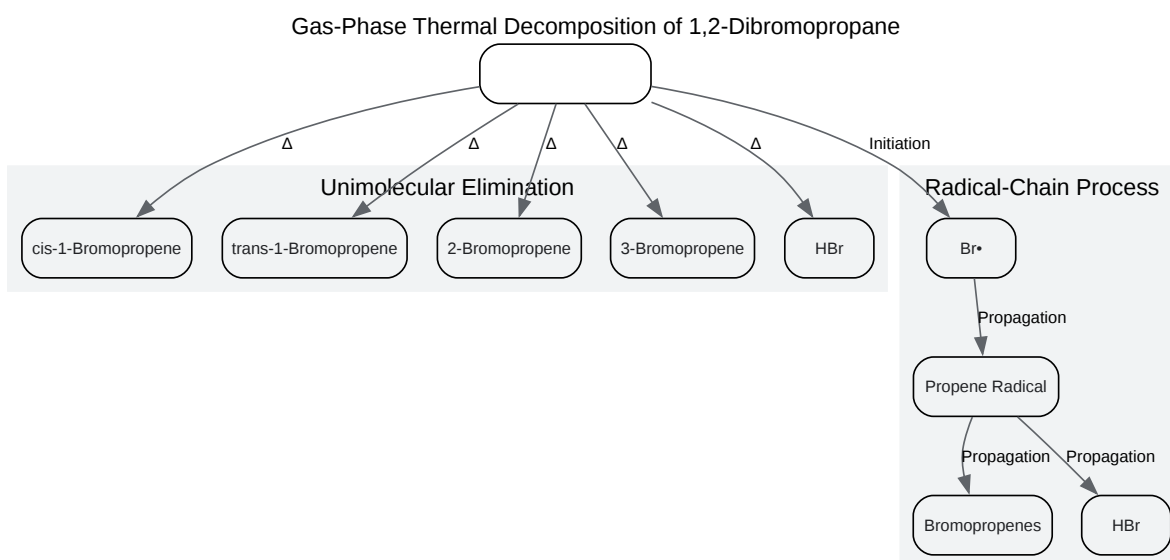 Gas-Phase Thermal Decomposition of 1,2-Dibromopropane
Δ
Δ
Δ
Δ
Δ
Initiation
Unimolecular Elimination
Radical-Chain Process
cis-1-Bromopropene
trans-1-Bromopropene
2-Bromopropene
3-Bromopropene
HBr
Br•
Propagation
Propene Radical
Propagation
Propagation
Bromopropenes
HBr